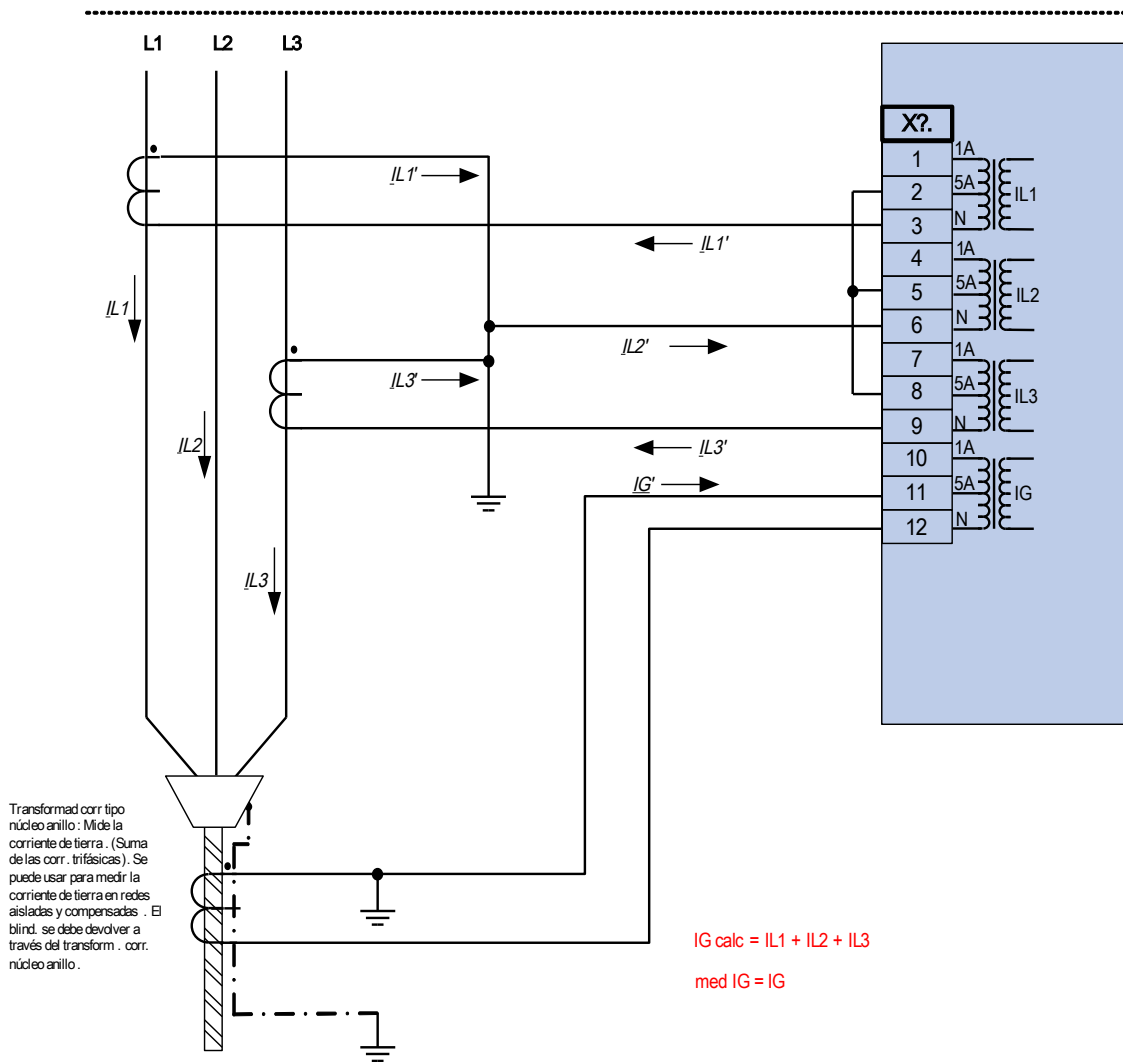 L1 L2 L3
X?.
1 1A
2 5A IL1
3 N
4 1A
5 5A IL2
6 N
7 1A
8 5A IL3
9 N
10 1A
11 5A IG
12 N
IL1'
IL1'
IL1
IL2'
IL3'
IL2
IL3'
IG'
IL3
Transformad corr tipo
núcleo anillo : Mide la
corriente de tierra . (Suma
de las corr . trifásicas). Se
puede usar para medir la
corriente de tierra en redes
aisladas y compensadas . El
blind. se debe devolver a
través del transform . corr.
núcleo anillo .
IG calc = IL1 + IL2 + IL3
med IG = IG